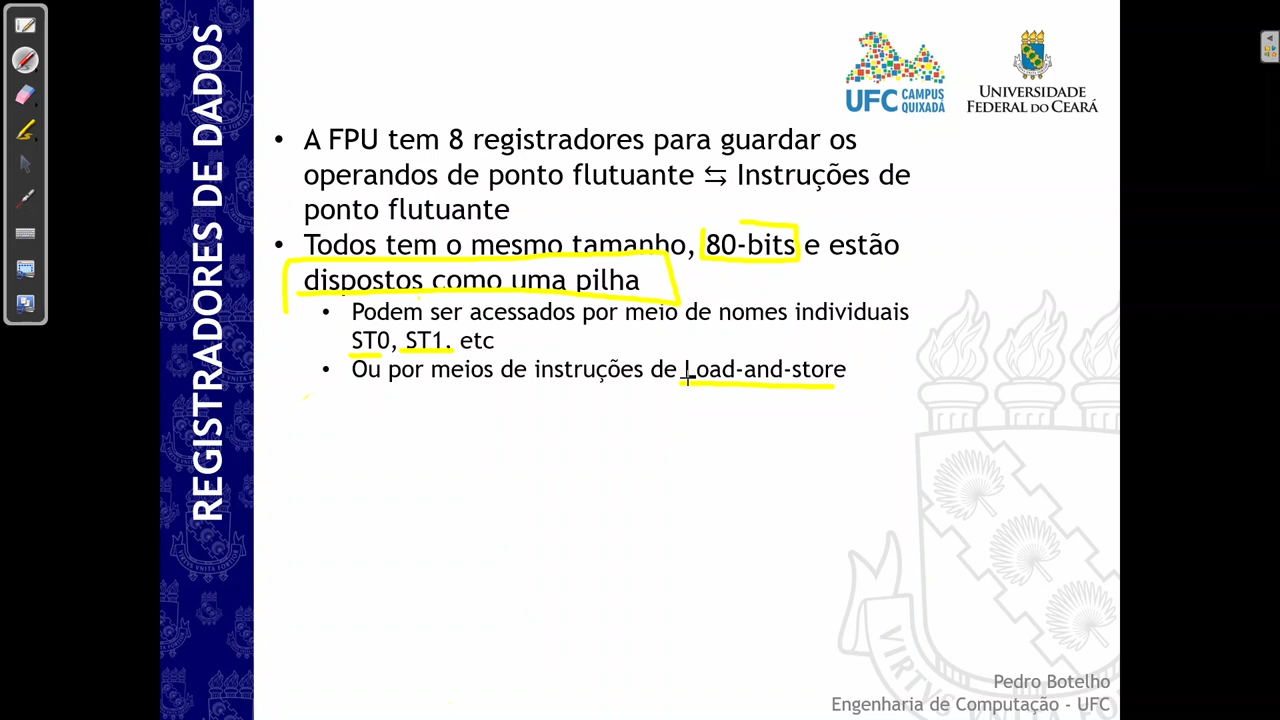 REGISTRADORES DE DADOS
UFC CAMPUS QUIXADÁ
UNIVERSIDADE
FEDERAL DO CEARÁ
• A FPU tem 8 registradores para guardar os
operandos de ponto flutuante ⇆ Instruções de
ponto flutuante
• Todos tem o mesmo tamanho, 80-bits e estão
dispostos como uma pilha
• Podem ser acessados por meio de nomes individuais
ST0, ST1, etc
• Ou por meios de instruções de Load-and-store
Pedro Botelho
Engenharia de Computação - UFC